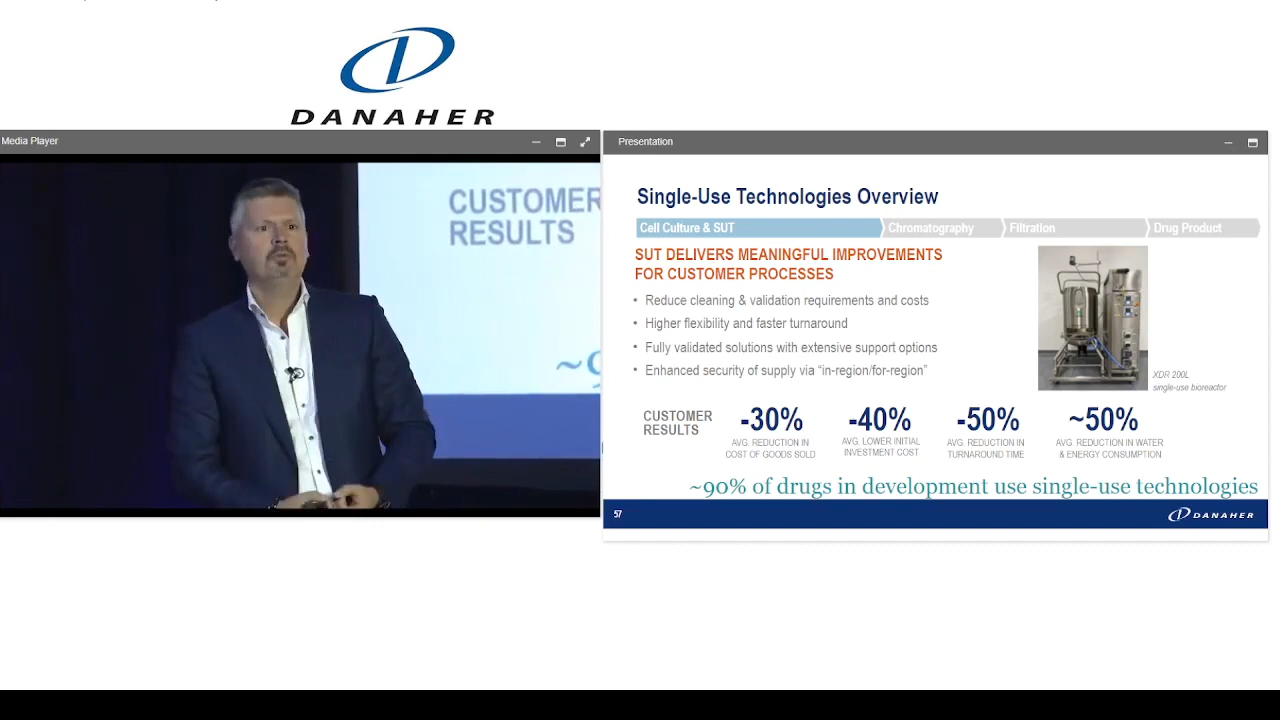 DANAHER
Media Player
CUSTOMER
RESULTS
Presentation
Single-Use Technologies Overview
Cell Culture & SUT
Chromatography
Filtration
Drug Product
SUT DELIVERS MEANINGFUL IMPROVEMENTS
FOR CUSTOMER PROCESSES
• Reduce cleaning & validation requirements and costs
• Higher flexibility and faster turnaround
• Fully validated solutions with extensive support options
• Enhanced security of supply via “in-region/for-region”
XDR 200L
single-use bioreactor
CUSTOMER
RESULTS
-30%
AVG. REDUCTION IN
COST OF GOODS SOLD
-40%
AVG. LOWER INITIAL
INVESTMENT COST
-50%
AVG. REDUCTION IN
TURNAROUND TIME
~50%
AVG. REDUCTION IN WATER
& ENERGY CONSUMPTION
~90% of drugs in development use single-use technologies
57
DANAHER